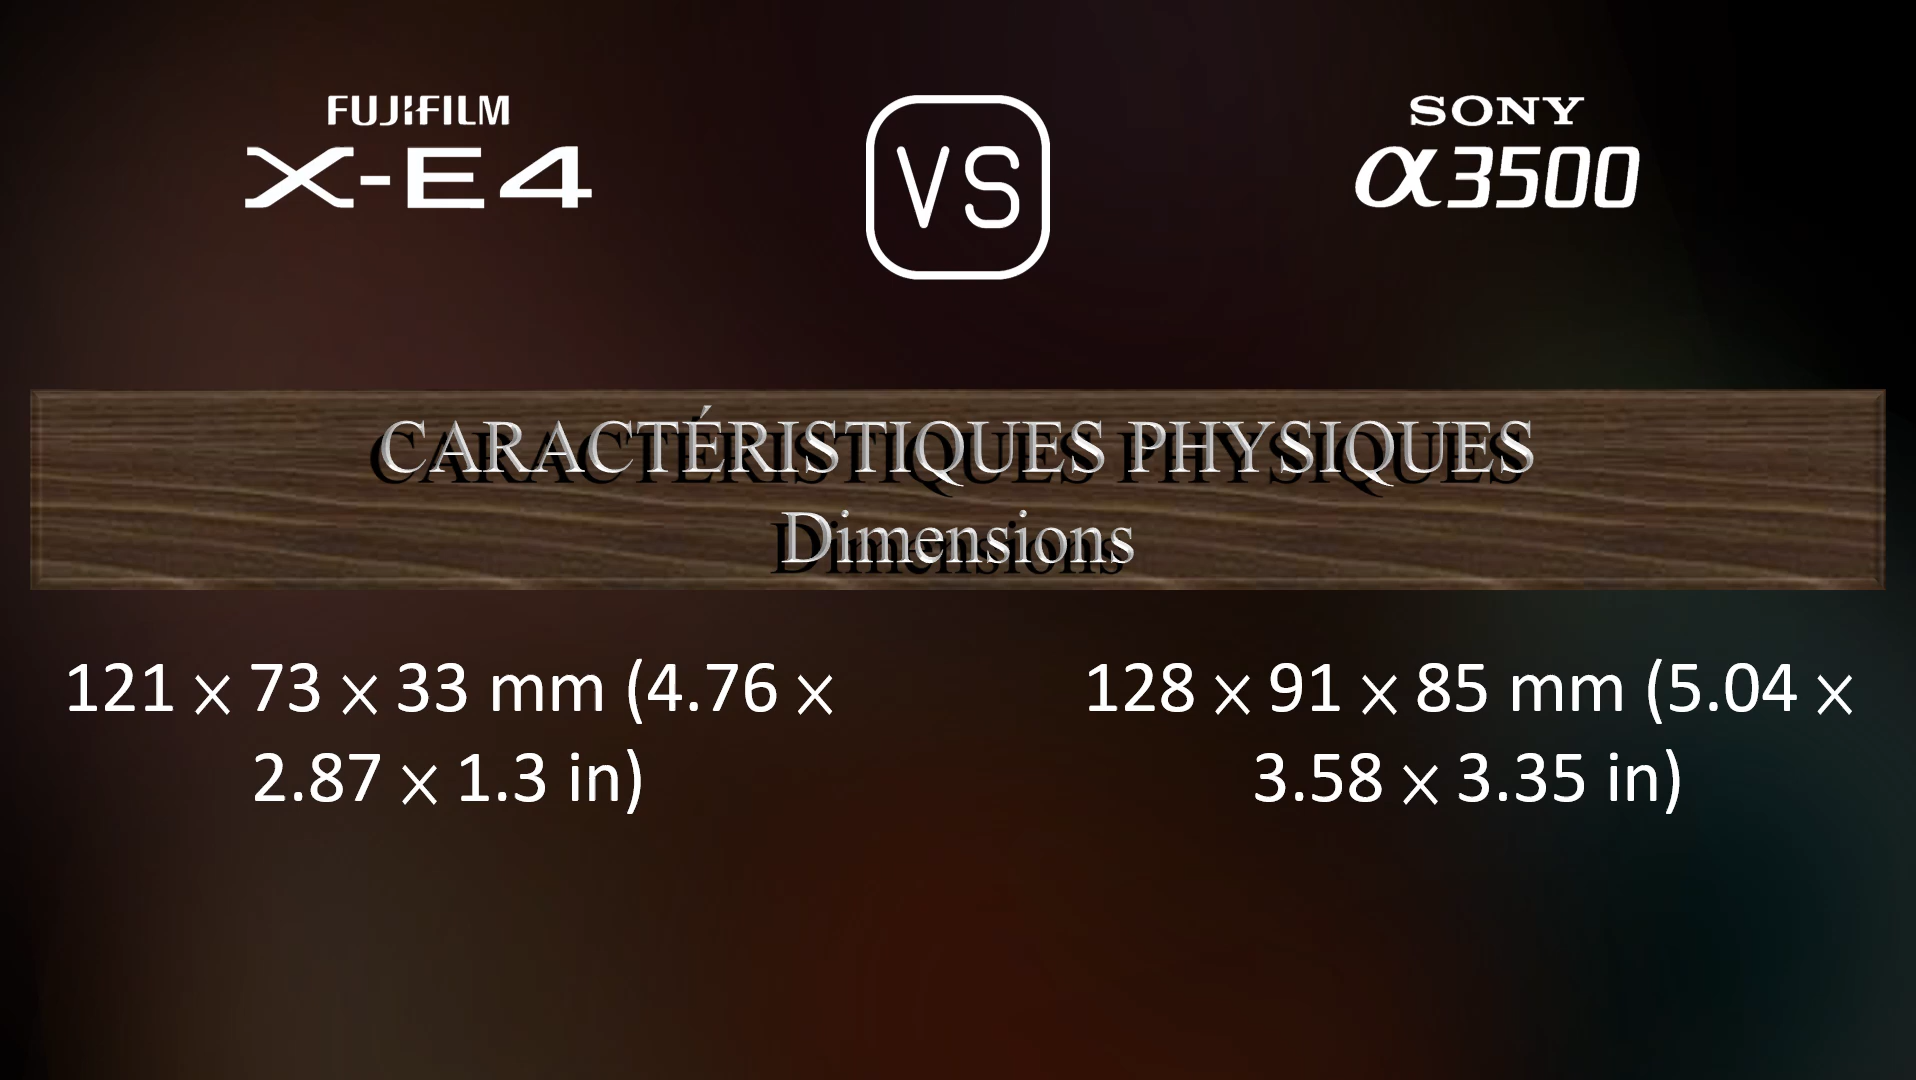 FUJIFILM
X-E4
VS
SONY
α3500
CARACTÉRISTIQUES PHYSIQUES
Dimensions
121 x 73 x 33 mm (4.76 x
2.87 x 1.3 in)
128 x 91 x 85 mm (5.04 x
3.58 x 3.35 in)